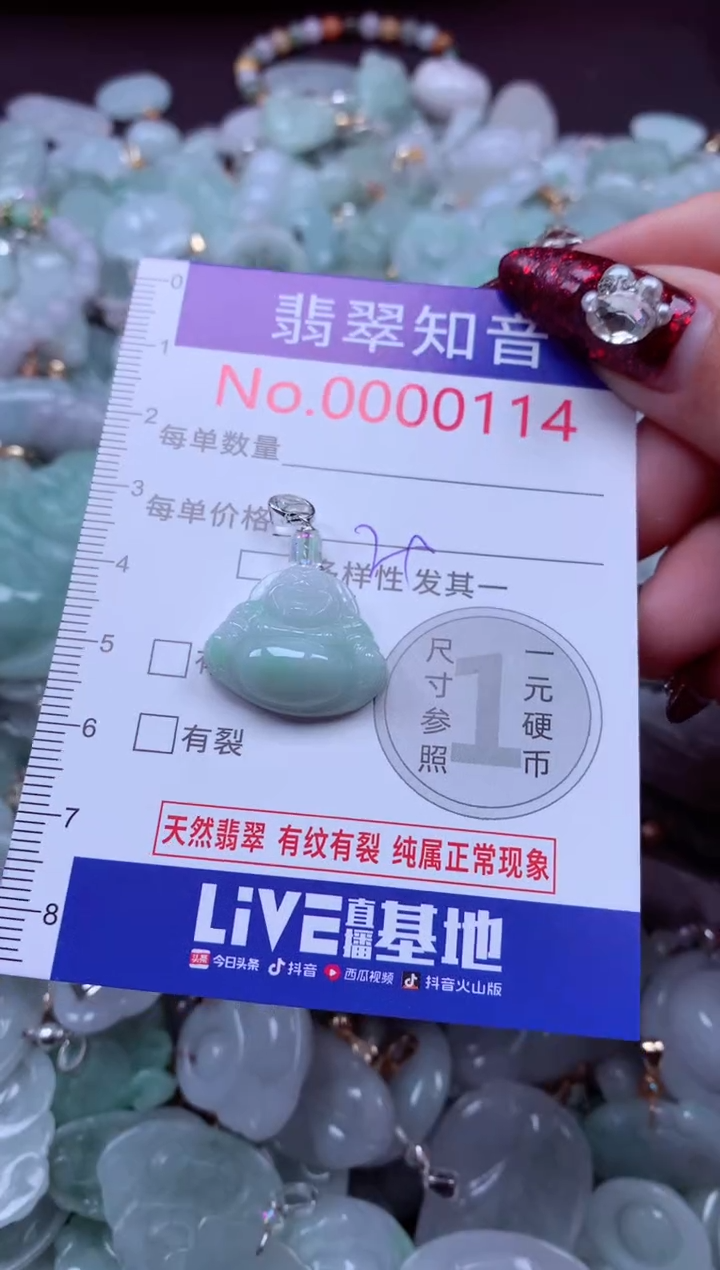 0
翡翠知音
1
No.0000114
2
每单数量
3
每单价格
4
多样性 发其一
5
尺寸参照
1
一元硬币
6
有裂
7
天然翡翠 有纹有裂 纯属正常现象
8
LiVE直播基地
头条 今日头条 抖音 西瓜视频 抖音火山版